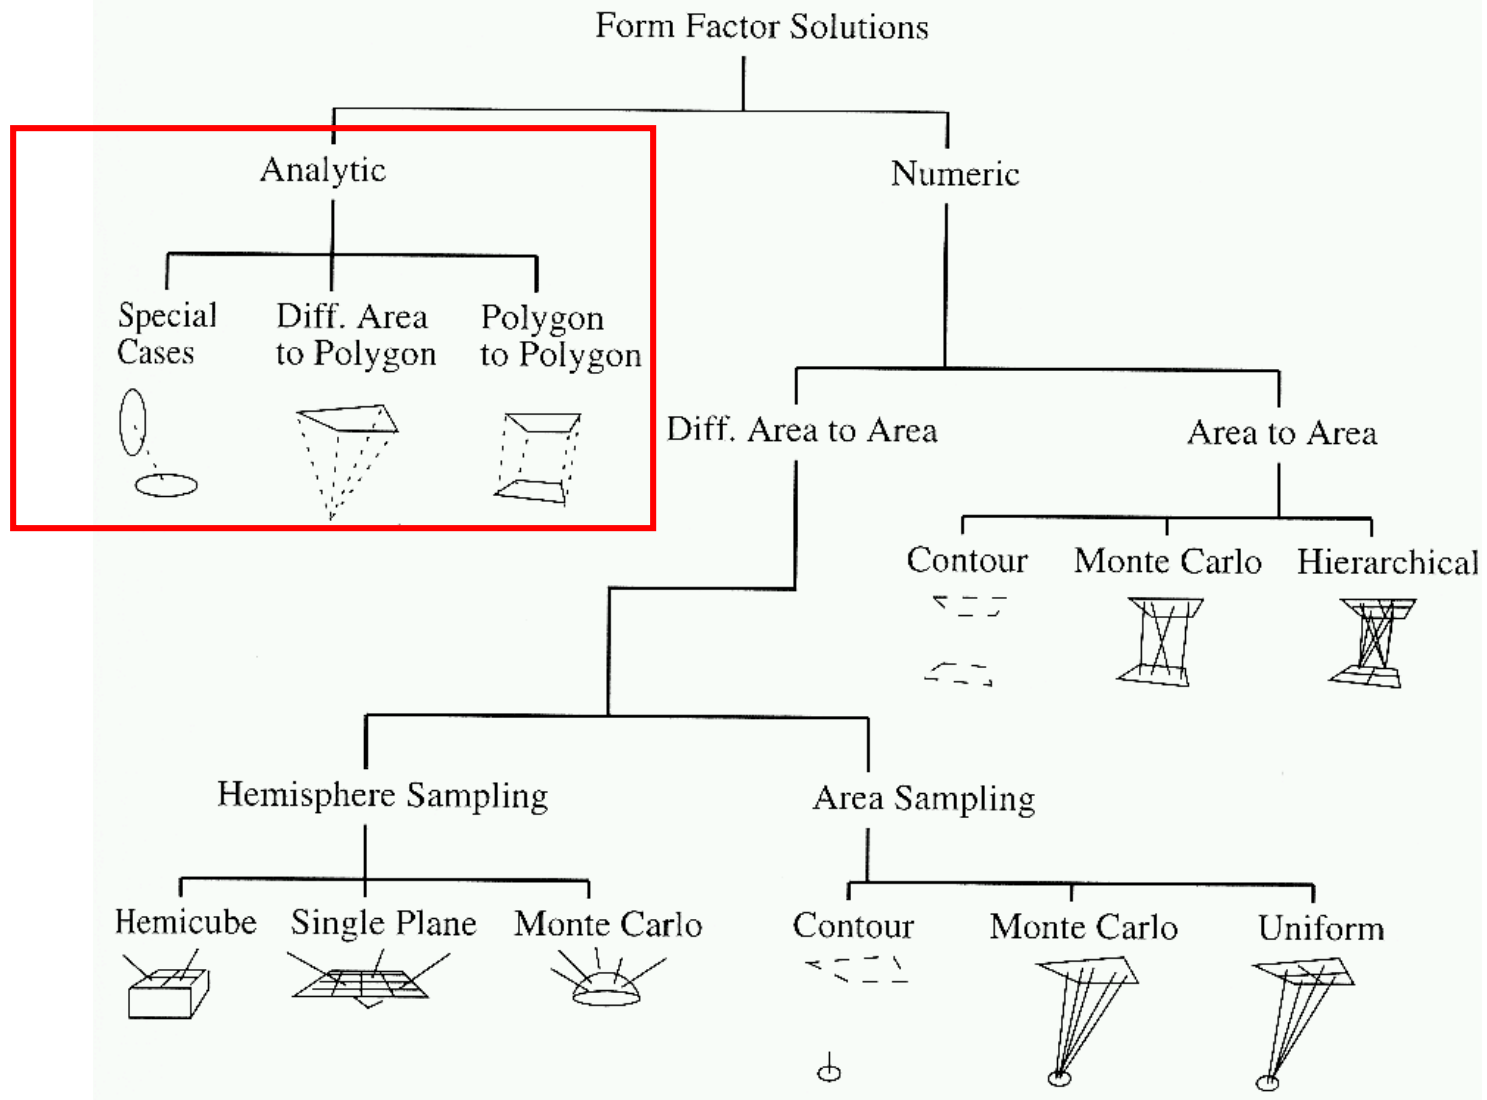 Form Factor Solutions
Analytic
Numeric
Special
Cases
Diff. Area
to Polygon
Polygon
to Polygon
Diff. Area to Area
Area to Area
Contour
Monte Carlo
Hierarchical
Hemisphere Sampling
Area Sampling
Hemicube
Single Plane
Monte Carlo
Contour
Monte Carlo
Uniform